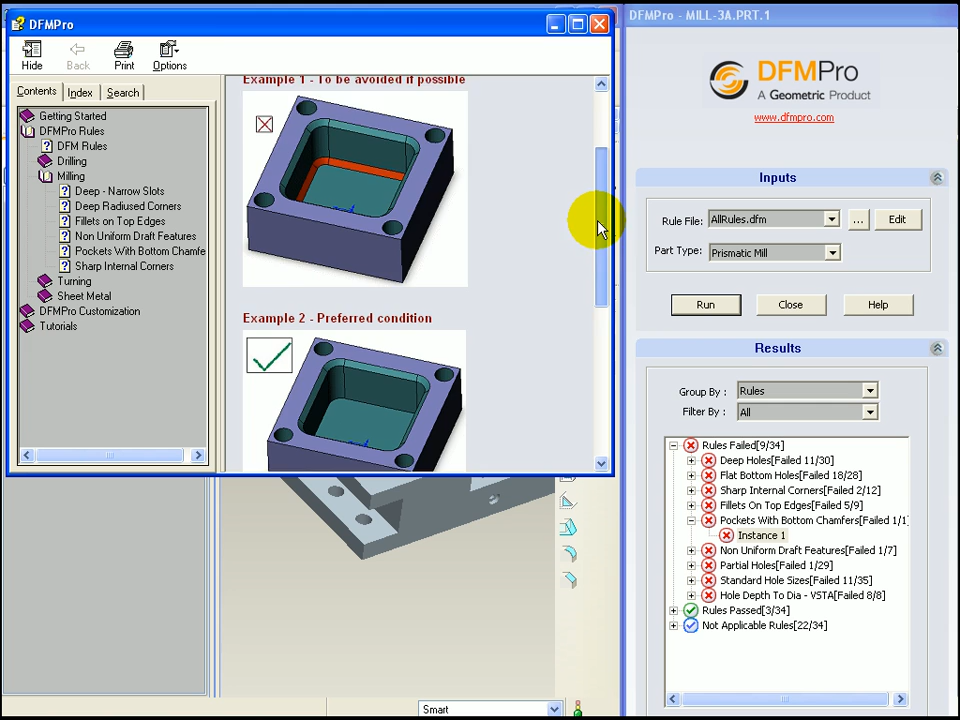 DFMPro
Hide
Back
Print
Options
Contents
Index
Search
Getting Started
DFMPro Rules
DFM Rules
Drilling
Milling
Deep - Narrow Slots
Deep Radiused Corners
Fillets on Top Edges
Non Uniform Draft Features
Pockets With Bottom Chamfe
Sharp Internal Corners
Turning
Sheet Metal
DFMPro Customization
Tutorials
Example 1 - To be avoided if possible
Example 2 - Preferred condition
Smart
DFMPro - MILL-3A.PRT.1
DFMPro
A Geometric Product
www.dfmpro.com
Inputs
Rule File: AllRules.dfm ... Edit
Part Type: Prismatic Mill
Run Close Help
Results
Group By : Rules
Filter By : All
Rules Failed[9/34]
Deep Holes[Failed 11/30]
Flat Bottom Holes[Failed 18/28]
Sharp Internal Corners[Failed 2/12]
Fillets On Top Edges[Failed 5/9]
Pockets With Bottom Chamfers[Failed 1/1]
Instance 1
Non Uniform Draft Features[Failed 1/7]
Partial Holes[Failed 1/29]
Standard Hole Sizes[Failed 11/35]
Hole Depth To Dia - VSTA[Failed 8/8]
Rules Passed[3/34]
Not Applicable Rules[22/34]